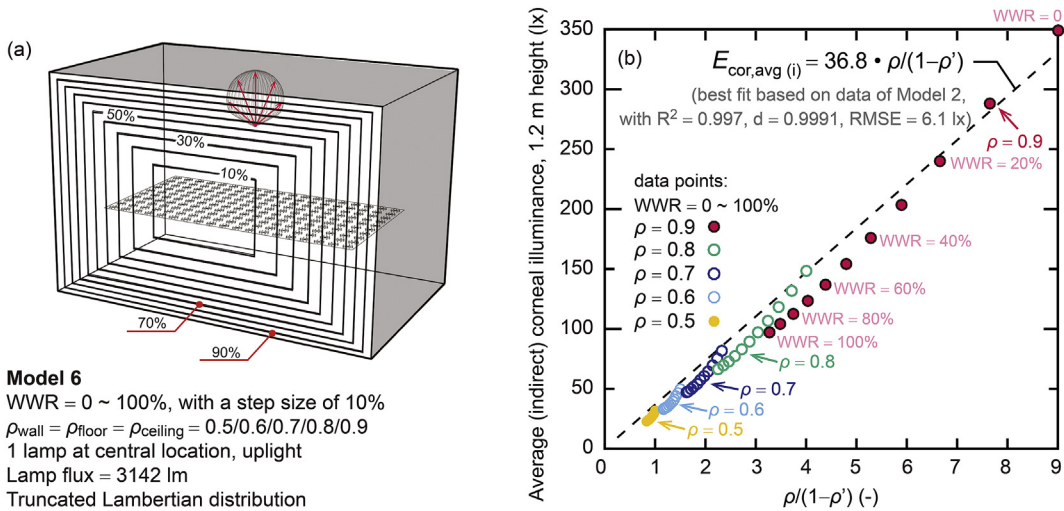 (a)
50%
30%
10%
70%
90%
Model 6
WWR = 0 ~ 100%, with a step size of 10%
ρwall = ρfloor = ρceiling = 0.5/0.6/0.7/0.8/0.9
1 lamp at central location, uplight
Lamp flux = 3142 lm
Truncated Lambertian distribution
(b)
Average (indirect) corneal illuminance, 1.2 m height (lx)
350
300
250
200
150
100
50
0
Ecor,avg (i) = 36.8 • ρ/(1−ρ’)
(best fit based on data of Model 2,
with R² = 0.997, d = 0.9991, RMSE = 6.1 lx)
data points:
WWR = 0 ~ 100%
ρ = 0.9
ρ = 0.8
ρ = 0.7
ρ = 0.6
ρ = 0.5
WWR = 0
ρ = 0.9
WWR = 20%
WWR = 40%
WWR = 60%
WWR = 80%
WWR = 100%
ρ = 0.8
ρ = 0.7
ρ = 0.6
ρ = 0.5
0 1 2 3 4 5 6 7 8 9
ρ/(1−ρ’) (-)